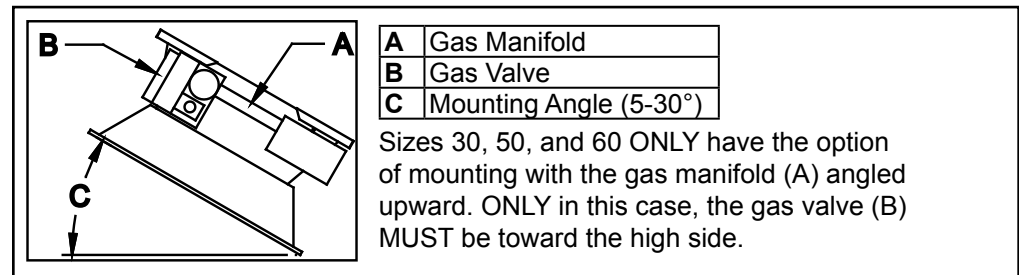 B
A
C
A Gas Manifold
B Gas Valve
C Mounting Angle (5-30°)
Sizes 30, 50, and 60 ONLY have the option
of mounting with the gas manifold (A) angled
upward. ONLY in this case, the gas valve (B)
MUST be toward the high side.